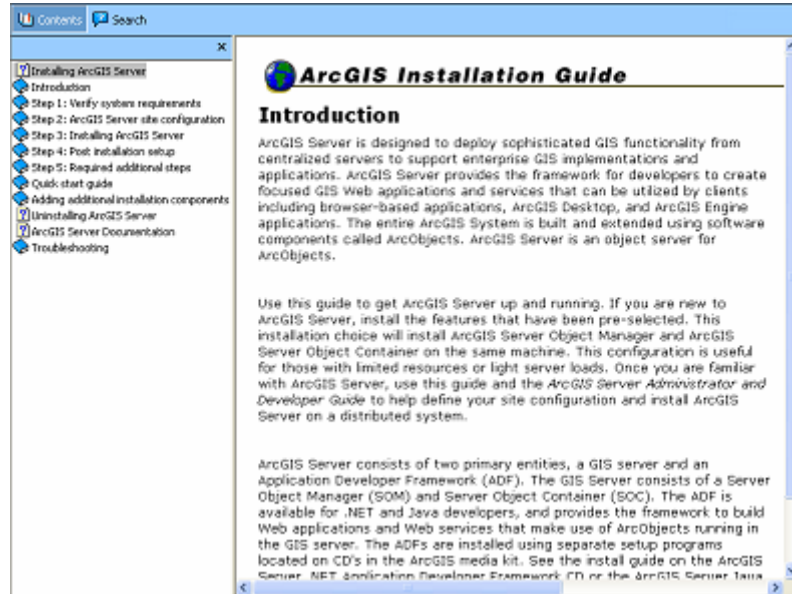 Contents Search
×
Installing ArcGIS Server
Introduction
Step 1: Verify system requirements
Step 2: ArcGIS Server site configuration
Step 3: Installing ArcGIS Server
Step 4: Post installation setup
Step 5: Required additional steps
Quick start guide
Adding additional installation components
Uninstalling ArcGIS Server
ArcGIS Server Documentation
Troubleshooting
ArcGIS Installation Guide
Introduction
ArcGIS Server is designed to deploy sophisticated GIS functionality from
centralized servers to support enterprise GIS implementations and
applications. ArcGIS Server provides the framework for developers to create
focused GIS Web applications and services that can be utilized by clients
including browser-based applications, ArcGIS Desktop, and ArcGIS Engine
applications. The entire ArcGIS System is built and extended using software
components called ArcObjects. ArcGIS Server is an object server for
ArcObjects.
Use this guide to get ArcGIS Server up and running. If you are new to
ArcGIS Server, install the features that have been pre-selected. This
installation choice will install ArcGIS Server Object Manager and ArcGIS
Server Object Container on the same machine. This configuration is useful
for those with limited resources or light server loads. Once you are familiar
with ArcGIS Server, use this guide and the ArcGIS Server Administrator and
Developer Guide to help define your site configuration and install ArcGIS
Server on a distributed system.
ArcGIS Server consists of two primary entities, a GIS server and an
Application Developer Framework (ADF). The GIS Server consists of a Server
Object Manager (SOM) and Server Object Container (SOC). The ADF is
available for .NET and Java developers, and provides the framework to build
Web applications and Web services that make use of ArcObjects running in
the GIS server. The ADFs are installed using separate setup programs
located on CD's in the ArcGIS media kit. See the install guide on the ArcGIS
Server .NET Application Developer Framework CD or the ArcGIS Server Java